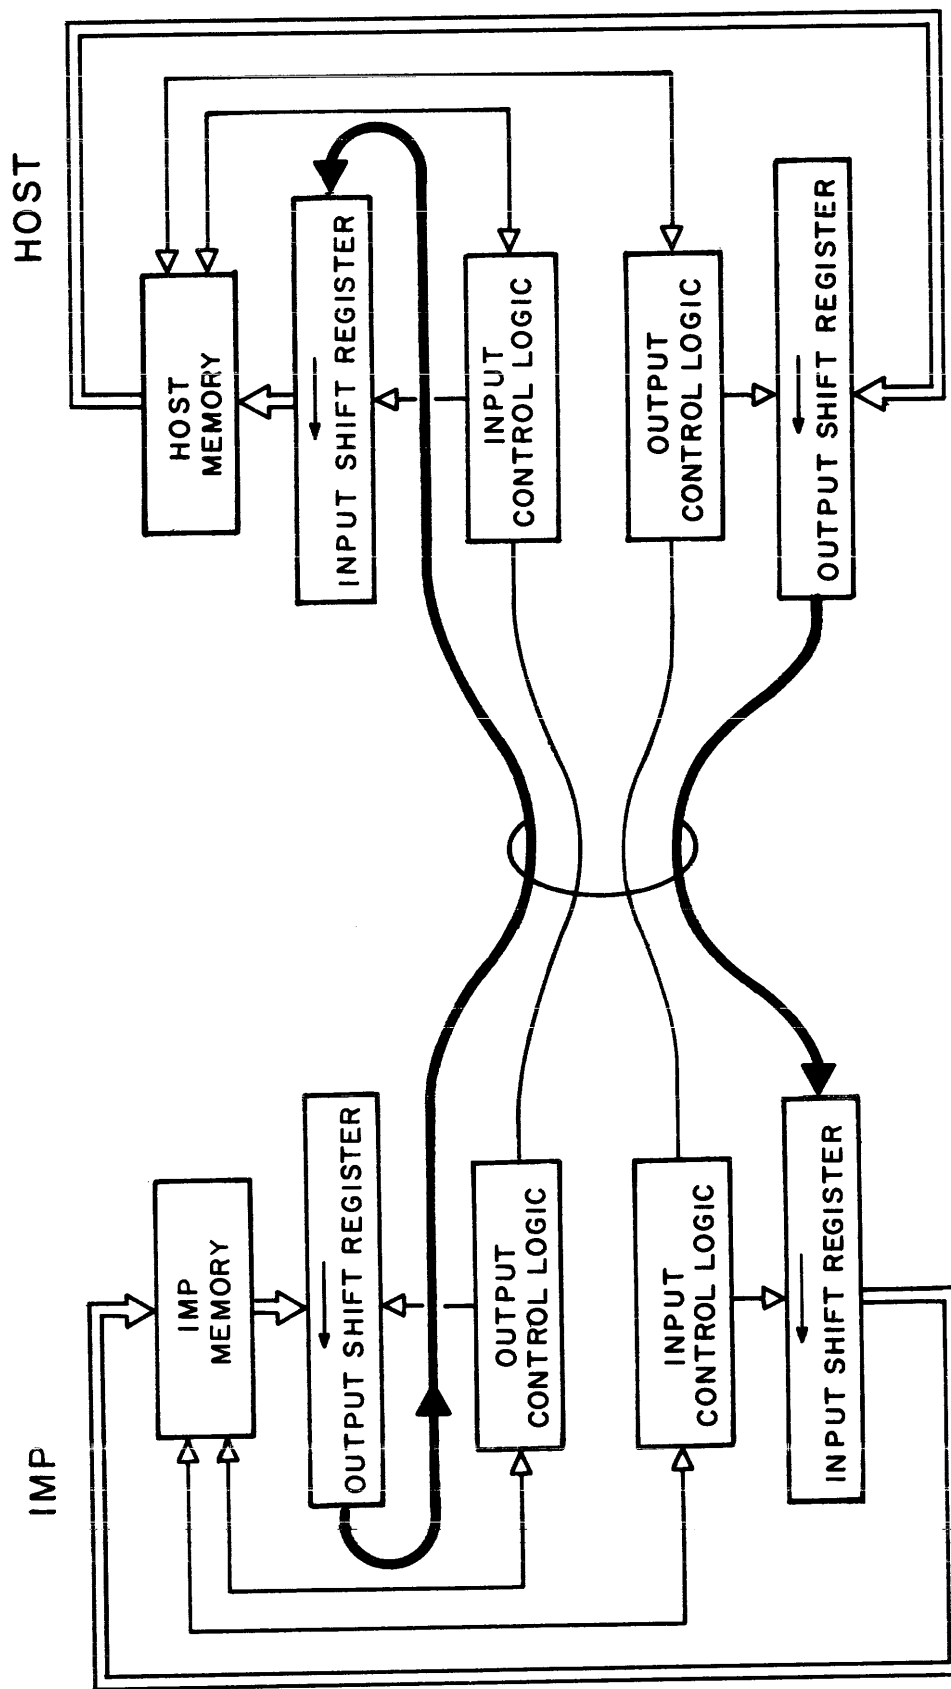 IMP
HOST
IMP
MEMORY
OUTPUT SHIFT REGISTER
OUTPUT
CONTROL LOGIC
INPUT
CONTROL LOGIC
INPUT SHIFT REGISTER
HOST
MEMORY
INPUT SHIFT REGISTER
INPUT
CONTROL LOGIC
OUTPUT
CONTROL LOGIC
OUTPUT SHIFT REGISTER